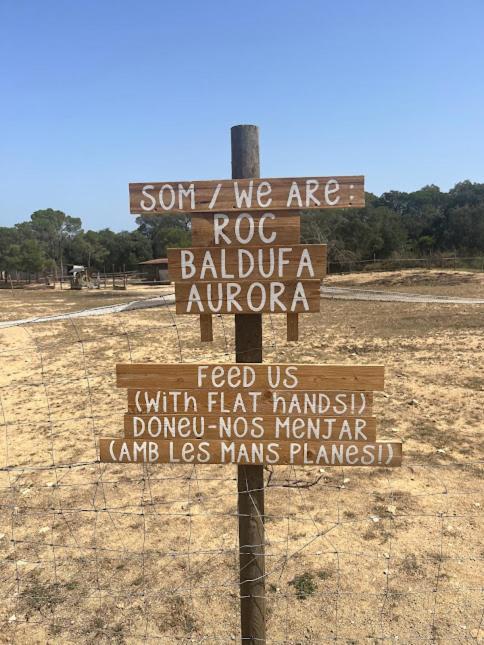 SOM / WE ARE:
ROC
BALDUFA
AURORA
FEED US
(WITH FLAT HANDS!)
DONEU-NOS MENJAR
(AMB LES MANS PLANES!)